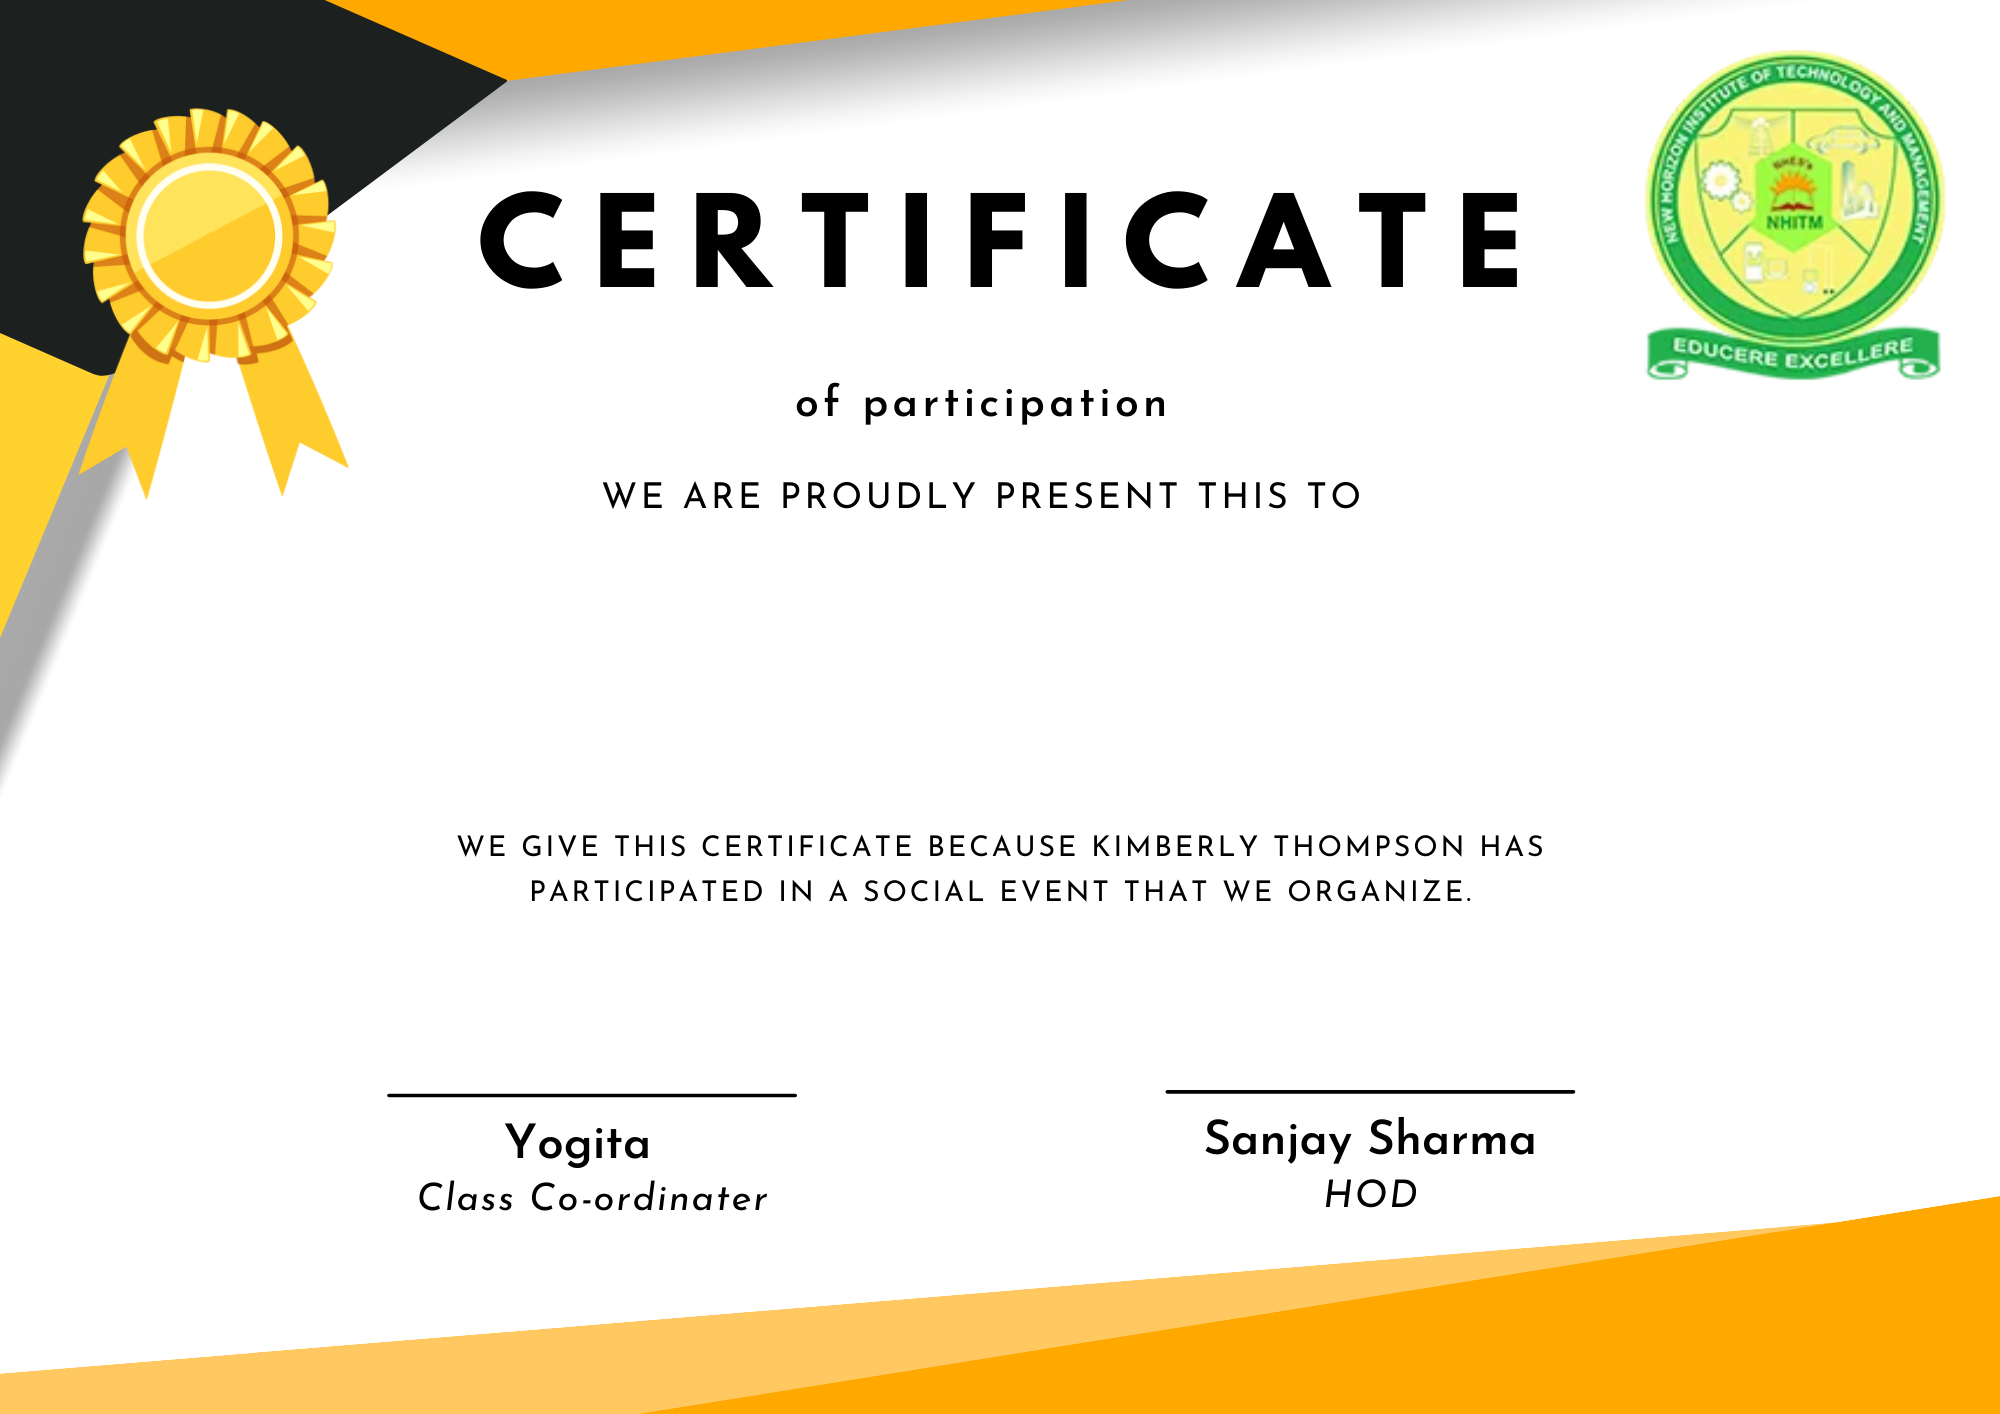 CERTIFICATE
NEW HORIZON INSTITUTE OF TECHNOLOGY AND MANAGEMENT
NHES's
NHITM
EDUCERE EXCELLERE
of participation
WE ARE PROUDLY PRESENT THIS TO
WE GIVE THIS CERTIFICATE BECAUSE KIMBERLY THOMPSON HAS
PARTICIPATED IN A SOCIAL EVENT THAT WE ORGANIZE.
Yogita
Class Co-ordinater
Sanjay Sharma
HOD